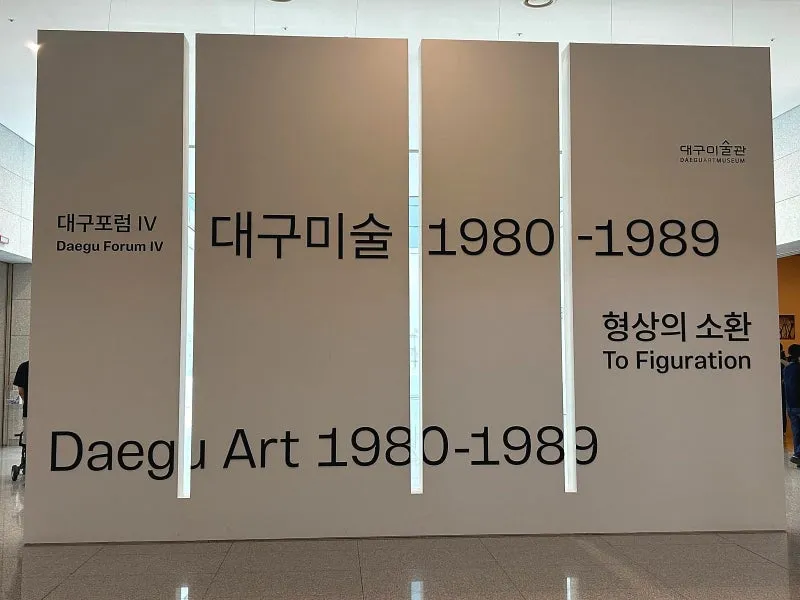 대구미술관
DAEGUARTMUSEUM
대구포럼 IV
Daegu Forum IV
대구미술 1980-1989
형상의 소환
To Figuration
Daegu Art 1980-1989